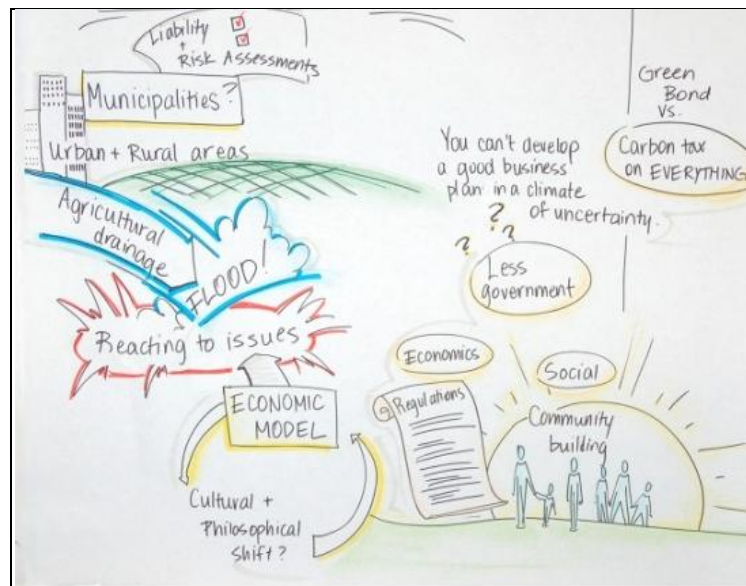 Liability
+
Risk Assessments
Municipalities?
Urban + Rural areas
Agricultural
drainage
FLOOD!
Reacting to issues
ECONOMIC
MODEL
Cultural +
Philosophical
Shift?
Green
Bond
vs.
Carbon tax
on EVERYTHING
You can't develop
a good business
plan in a climate
of uncertainty.
? ? ?
Less
government
Economics
Regulations
Social
Community
building